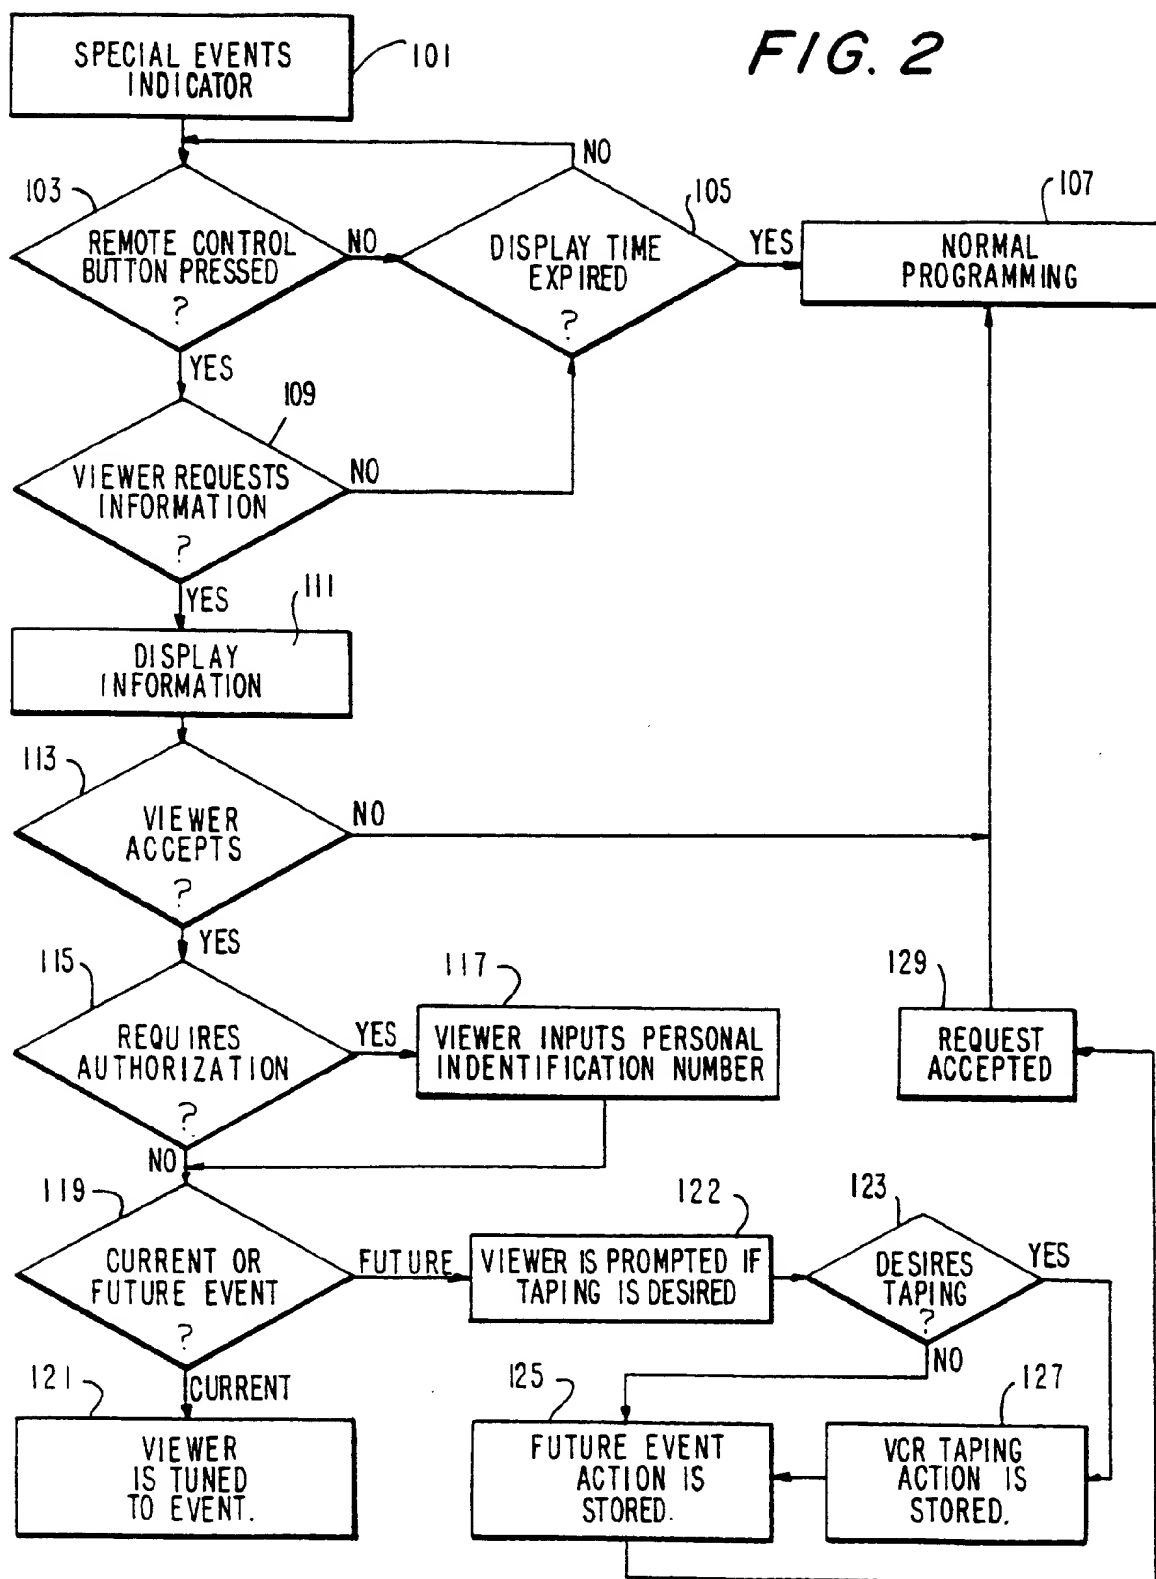 FIG. 2
SPECIAL EVENTS
INDICATOR
101
NO
103
REMOTE CONTROL
BUTTON PRESSED
?
NO
105
DISPLAY TIME
EXPIRED
?
YES
107
NORMAL
PROGRAMMING
YES
109
VIEWER REQUESTS
INFORMATION
?
NO
YES
111
DISPLAY
INFORMATION
113
VIEWER
ACCEPTS
?
NO
YES
115
REQUIRES
AUTHORIZATION
?
YES
117
VIEWER INPUTS PERSONAL
INDENTIFICATION NUMBER
129
REQUEST
ACCEPTED
NO
119
CURRENT OR
FUTURE EVENT
?
FUTURE
122
VIEWER IS PROMPTED IF
TAPING IS DESIRED
123
DESIRES
TAPING
?
YES
NO
CURRENT
121
VIEWER
IS TUNED
TO EVENT.
125
FUTURE EVENT
ACTION IS
STORED.
127
VCR TAPING
ACTION IS
STORED.